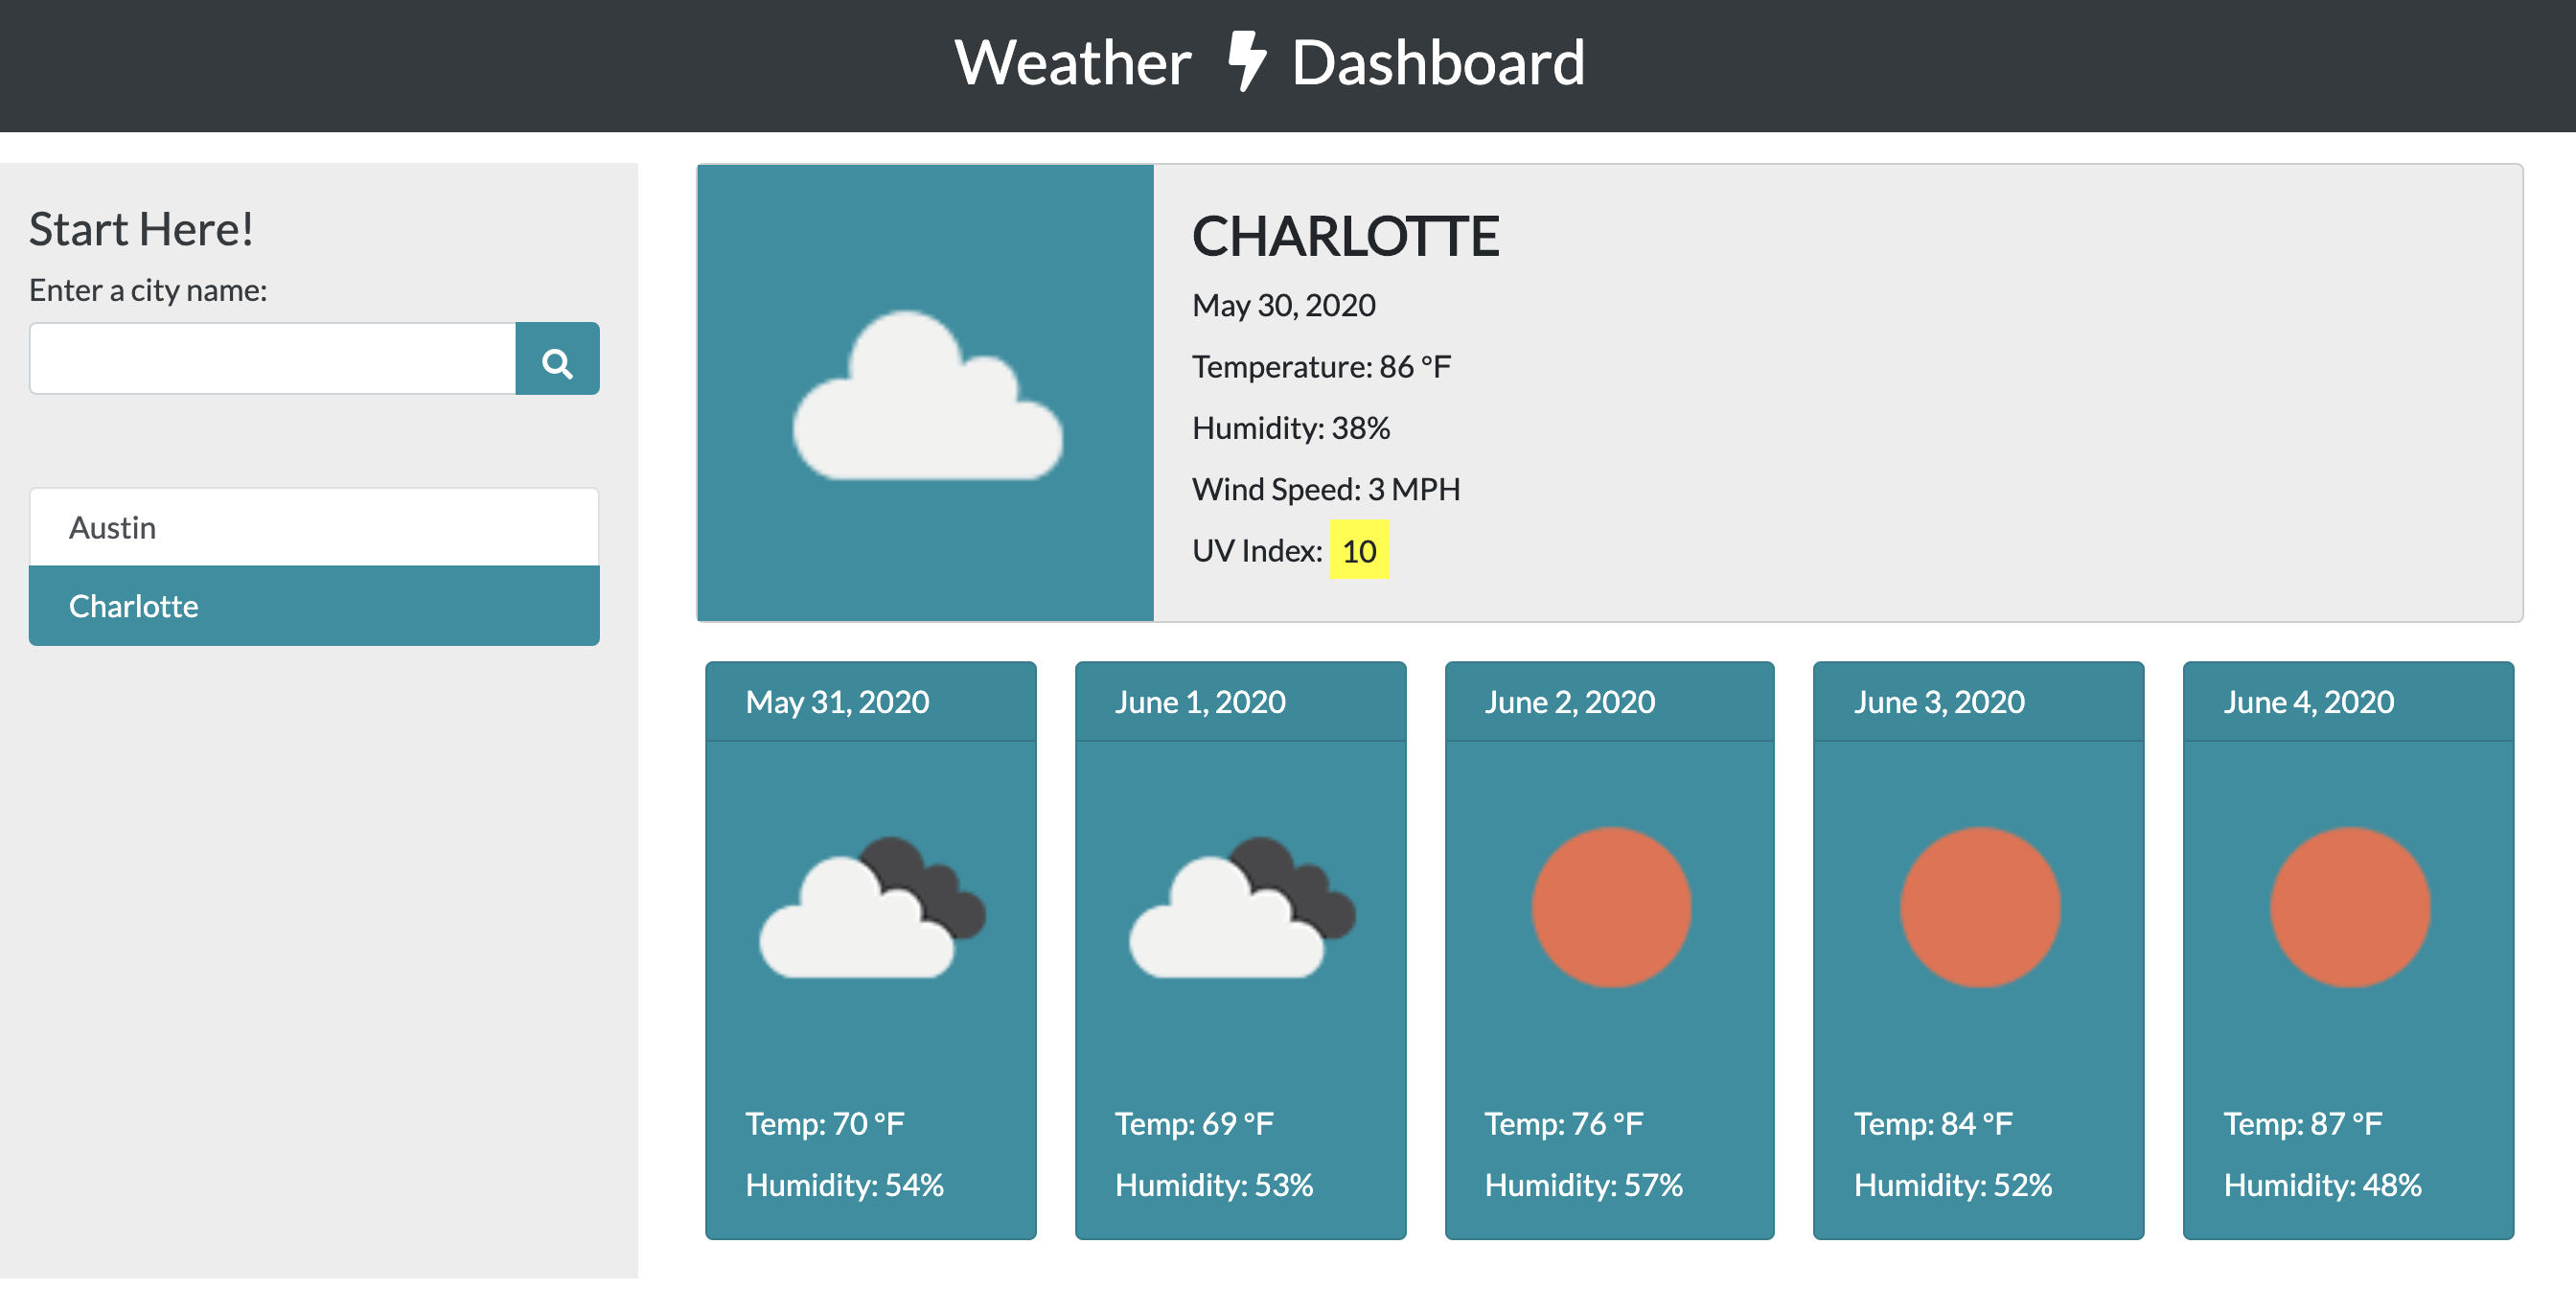 Weather Dashboard
Start Here!
Enter a city name:
Austin
Charlotte
CHARLOTTE
May 30, 2020
Temperature: 86 °F
Humidity: 38%
Wind Speed: 3 MPH
UV Index: 10
May 31, 2020
Temp: 70 °F
Humidity: 54%
June 1, 2020
Temp: 69 °F
Humidity: 53%
June 2, 2020
Temp: 76 °F
Humidity: 57%
June 3, 2020
Temp: 84 °F
Humidity: 52%
June 4, 2020
Temp: 87 °F
Humidity: 48%